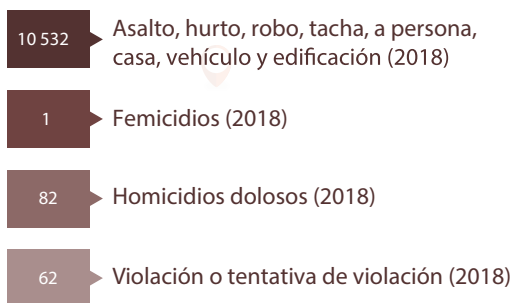 10 532
Asalto, hurto, robo, tacha, a persona,
casa, vehículo y edificación (2018)
1
Femicidios (2018)
82
Homicidios dolosos (2018)
62
Violación o tentativa de violación (2018)